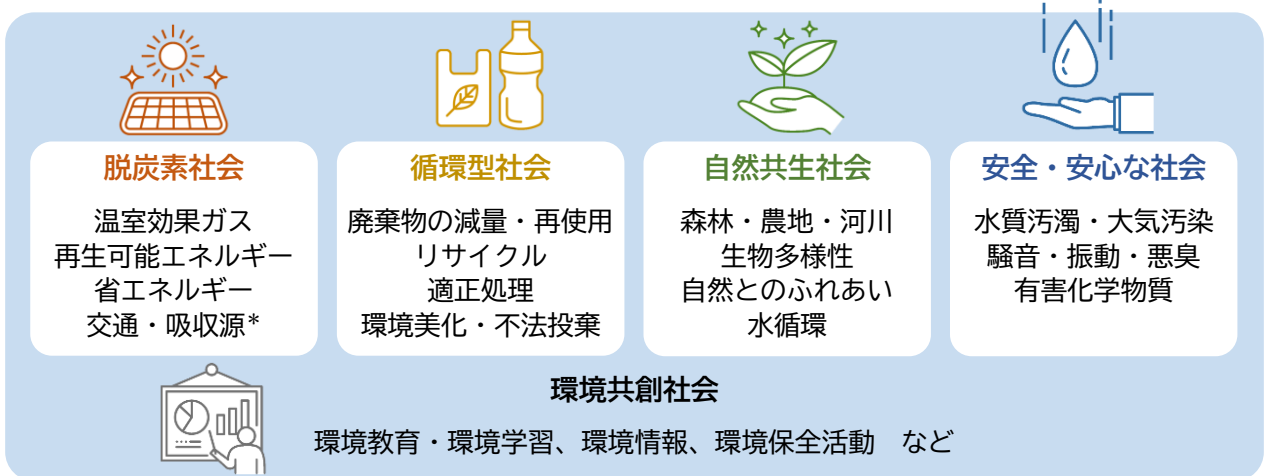 脱炭素社会
温室効果ガス
再生可能エネルギー
省エネルギー
交通・吸収源*
循環型社会
廃棄物の減量・再使用
リサイクル
適正処理
環境美化・不法投棄
自然共生社会
森林・農地・河川
生物多様性
自然とのふれあい
水循環
安全・安心な社会
水質汚濁・大気汚染
騒音・振動・悪臭
有害化学物質
環境共創社会
環境教育・環境学習、環境情報、環境保全活動　など